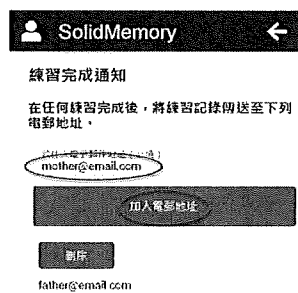 SolidMemory
練習完成通知
在任何練習完成後，將練習記錄傳送至下列
電郵地址。
mother@email.com
加入電郵地址
刪除
father@email.com